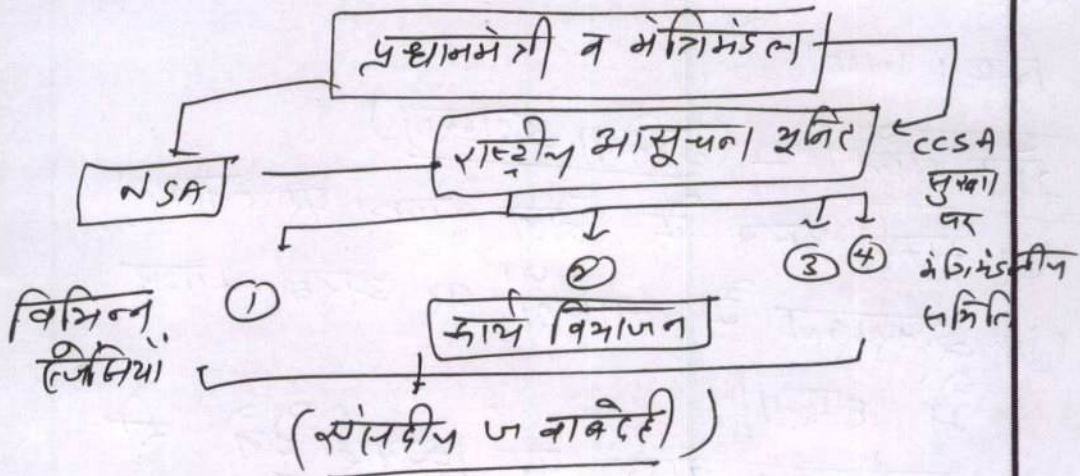 प्रधानमंत्री व मंत्रिमंडल
राष्ट्रीय आसूचना यूनिट
NSA
CCSA
सुरक्षा
पर
मंत्रिमंडलीय
समिति
① ② ③ ④
विभिन्न
एजेंसियां
कार्य विभाजन
(संसदीय जवाबदेही)